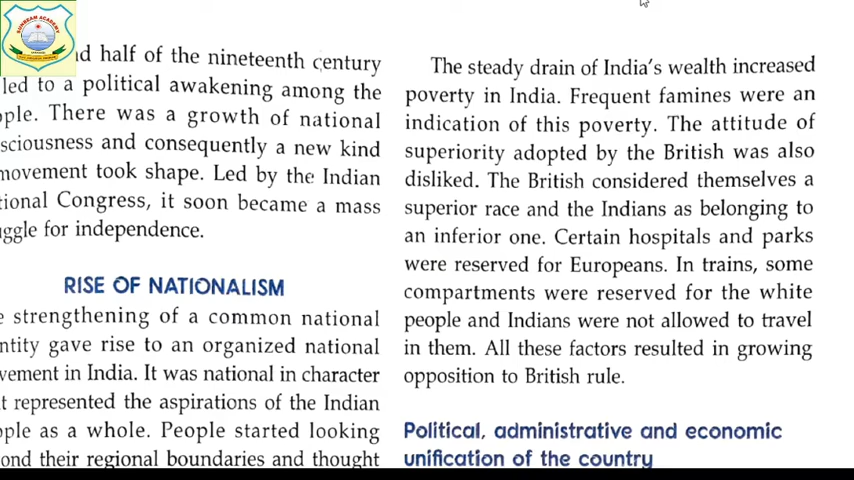 SUNBEAM ACADEMY
nd half of the nineteenth century
led to a political awakening among the
ople. There was a growth of national
sciousness and consequently a new kind
movement took shape. Led by the Indian
tional Congress, it soon became a mass
uggle for independence.
RISE OF NATIONALISM
e strengthening of a common national
ntity gave rise to an organized national
vement in India. It was national in character
t represented the aspirations of the Indian
ople as a whole. People started looking
ond their regional boundaries and thought
The steady drain of India's wealth increased
poverty in India. Frequent famines were an
indication of this poverty. The attitude of
superiority adopted by the British was also
disliked. The British considered themselves a
superior race and the Indians as belonging to
an inferior one. Certain hospitals and parks
were reserved for Europeans. In trains, some
compartments were reserved for the white
people and Indians were not allowed to travel
in them. All these factors resulted in growing
opposition to British rule.
Political, administrative and economic
unification of the country